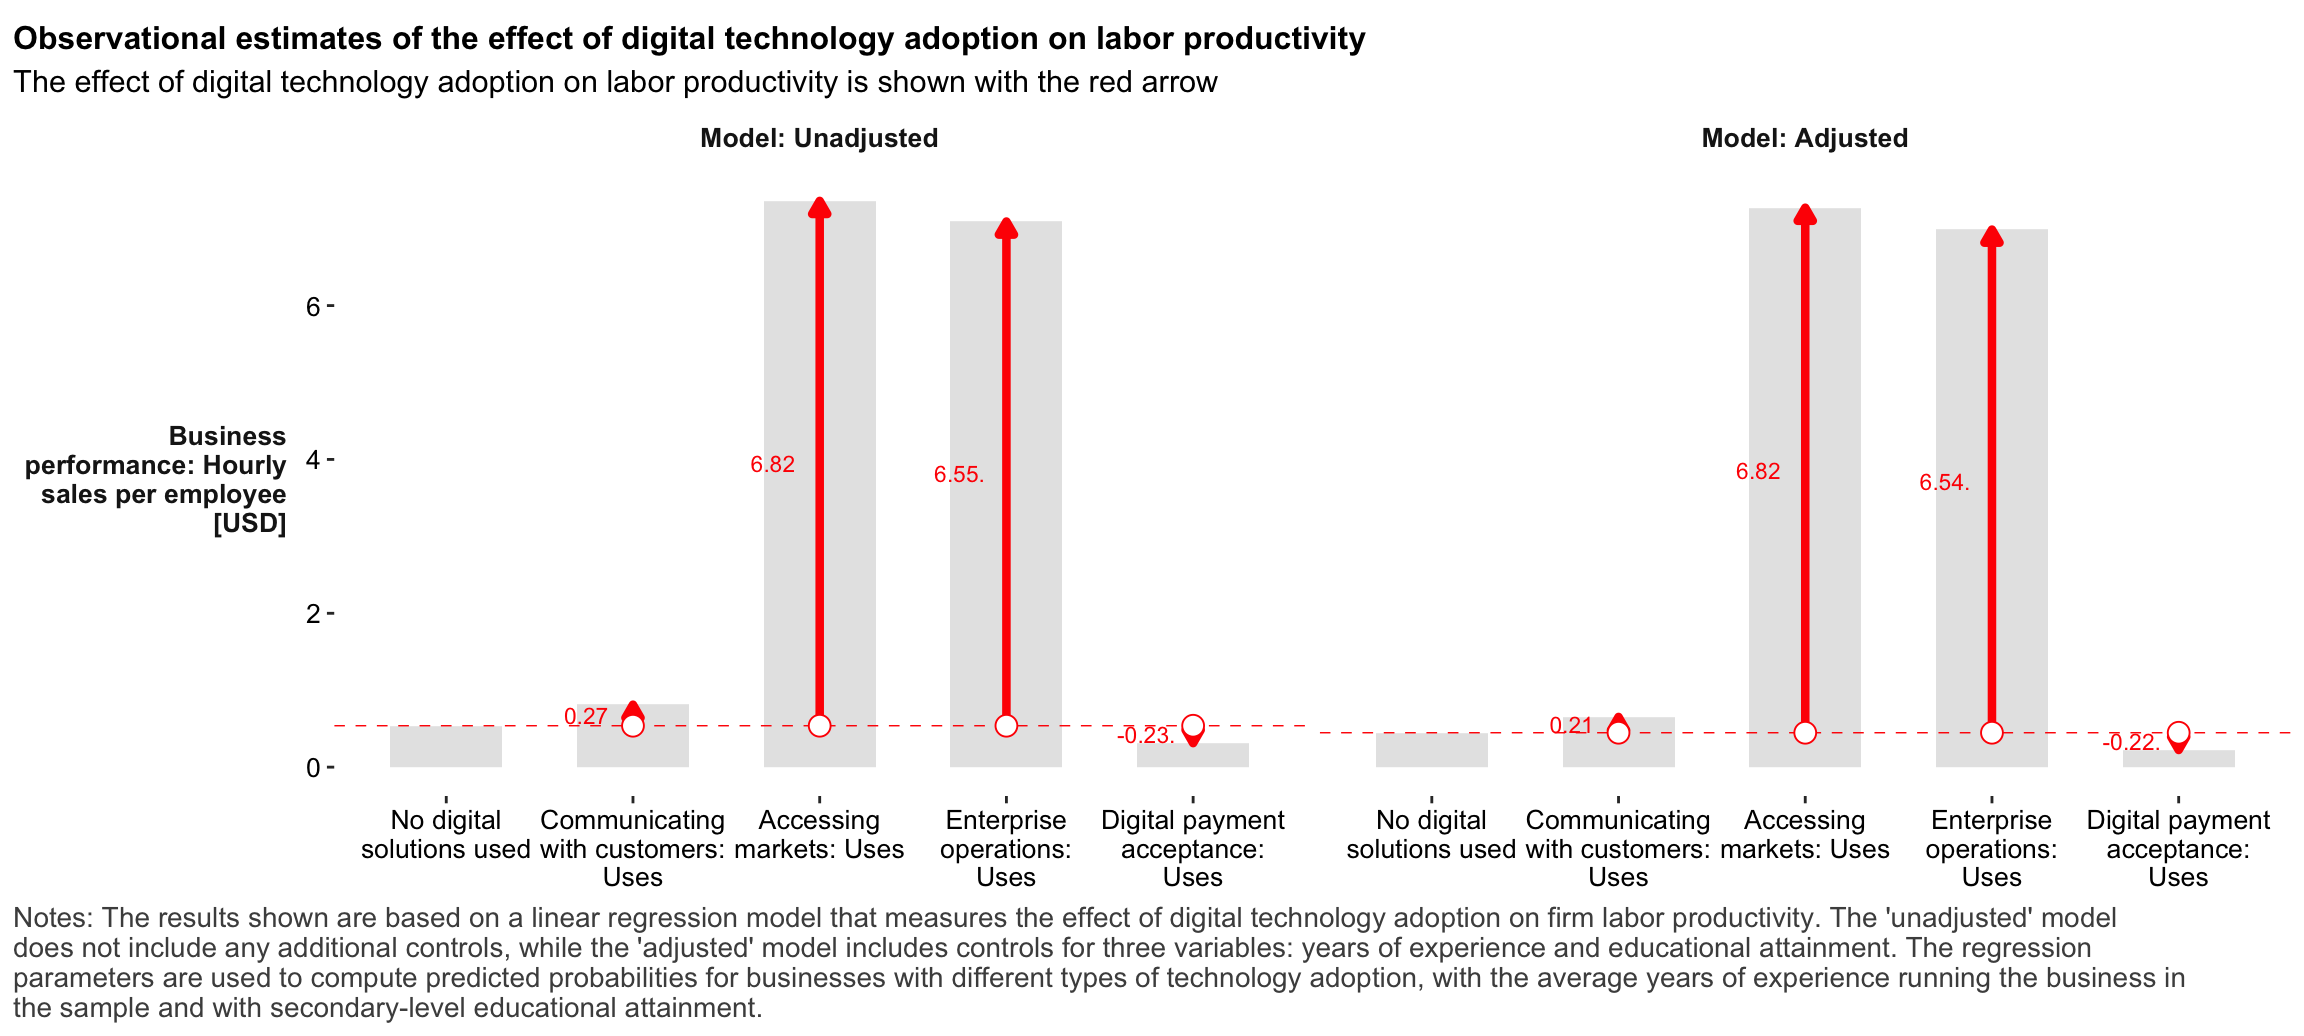 Observational estimates of the effect of digital technology adoption on labor productivity
The effect of digital technology adoption on labor productivity is shown with the red arrow
Model: Unadjusted
Model: Adjusted
Business
performance: Hourly
sales per employee
[USD]
6
4
2
0
0.27
6.82
6.55.
-0.23.
0.21
6.82
6.54.
-0.22.
No digital
solutions used
Communicating
with customers:
Uses
Accessing
markets: Uses
Enterprise
operations:
Uses
Digital payment
acceptance:
Uses
No digital
solutions used
Communicating
with customers:
Uses
Accessing
markets: Uses
Enterprise
operations:
Uses
Digital payment
acceptance:
Uses
Notes: The results shown are based on a linear regression model that measures the effect of digital technology adoption on firm labor productivity. The 'unadjusted' model
does not include any additional controls, while the 'adjusted' model includes controls for three variables: years of experience and educational attainment. The regression
parameters are used to compute predicted probabilities for businesses with different types of technology adoption, with the average years of experience running the business in
the sample and with secondary-level educational attainment.